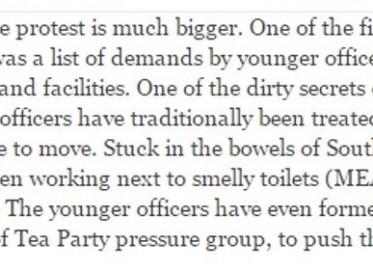 e protest is much bigger. One of the fi
was a list of demands by younger office
and facilities. One of the dirty secrets
officers have traditionally been treated
e to move. Stuck in the bowels of Sout
en working next to smelly toilets (MEA
The younger officers have even forme
of Tea Party pressure group, to push th